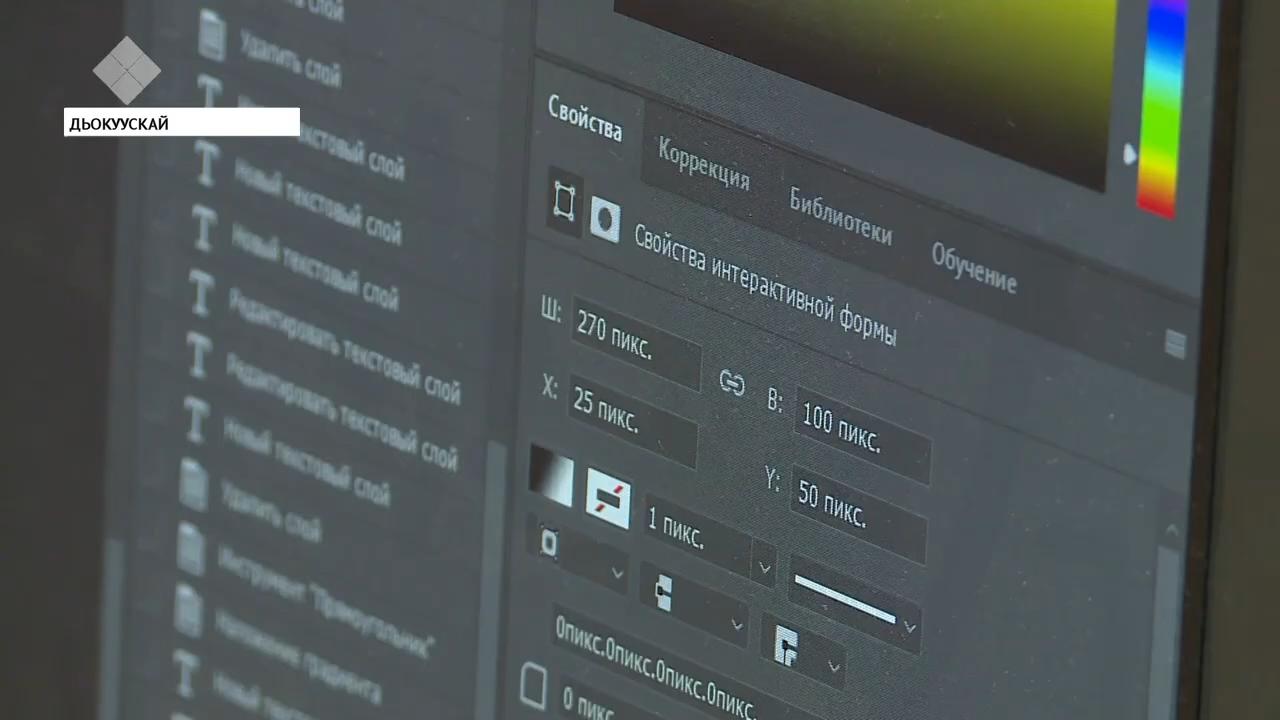 ДЬОКУУСКАЙ
слой
Удалить слой
текстовый слой
Новый текстовый слой
Новый текстовый слой
Редактировать текстовый слой
Редактировать текстовый слой
Новый текстовый слой
Удалить слой
Инструмент "Прямоугольник"
Наложение градиента
Новый
Свойства
Коррекция
Библиотеки
Обучение
Свойства интерактивной формы
Ш: 270 пикс.
В: 100 пикс.
X: 25 пикс.
Y: 50 пикс.
1 пикс.
0пикс.0пикс.0пикс.0пикс.
0 пикс